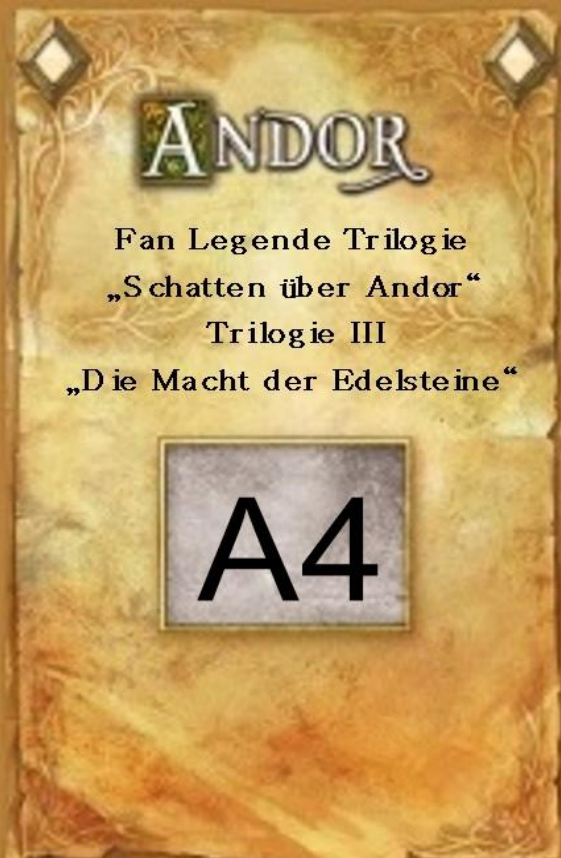 ANDOR
Fan Legende Trilogie
„Schatten über Andor“
Trilogie III
„Die Macht der Edelsteine“
A4